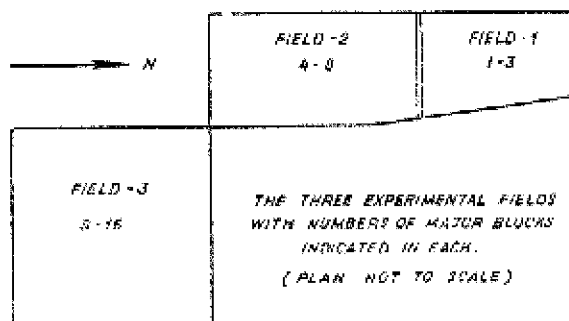 FIELD-2
4-8
FIELD-1
1-3
N
FIELD-3
9-16
THE THREE EXPERIMENTAL FIELDS
WITH NUMBERS OF MAJOR BLOCKS
INDICATED IN EACH.
(PLAN NOT TO SCALE)